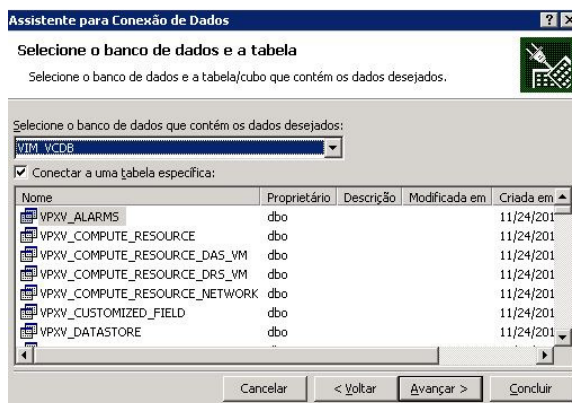 Assistente para Conexão de Dados
Selecione o banco de dados e a tabela
Selecione o banco de dados e a tabela/cubo que contém os dados desejados.
Selecione o banco de dados que contém os dados desejados:
VIM_VCDB
Conectar a uma tabela específica:
Nome Proprietário Descrição Modificada em Criada em
VPXV_ALARMS dbo 11/24/201
VPXV_COMPUTE_RESOURCE dbo 11/24/201
VPXV_COMPUTE_RESOURCE_DAS_VM dbo 11/24/201
VPXV_COMPUTE_RESOURCE_DRS_VM dbo 11/24/201
VPXV_COMPUTE_RESOURCE_NETWORK dbo 11/24/201
VPXV_CUSTOMIZED_FIELD dbo 11/24/201
VPXV_DATASTORE dbo 11/24/201
Cancelar < Voltar Avançar > Concluir